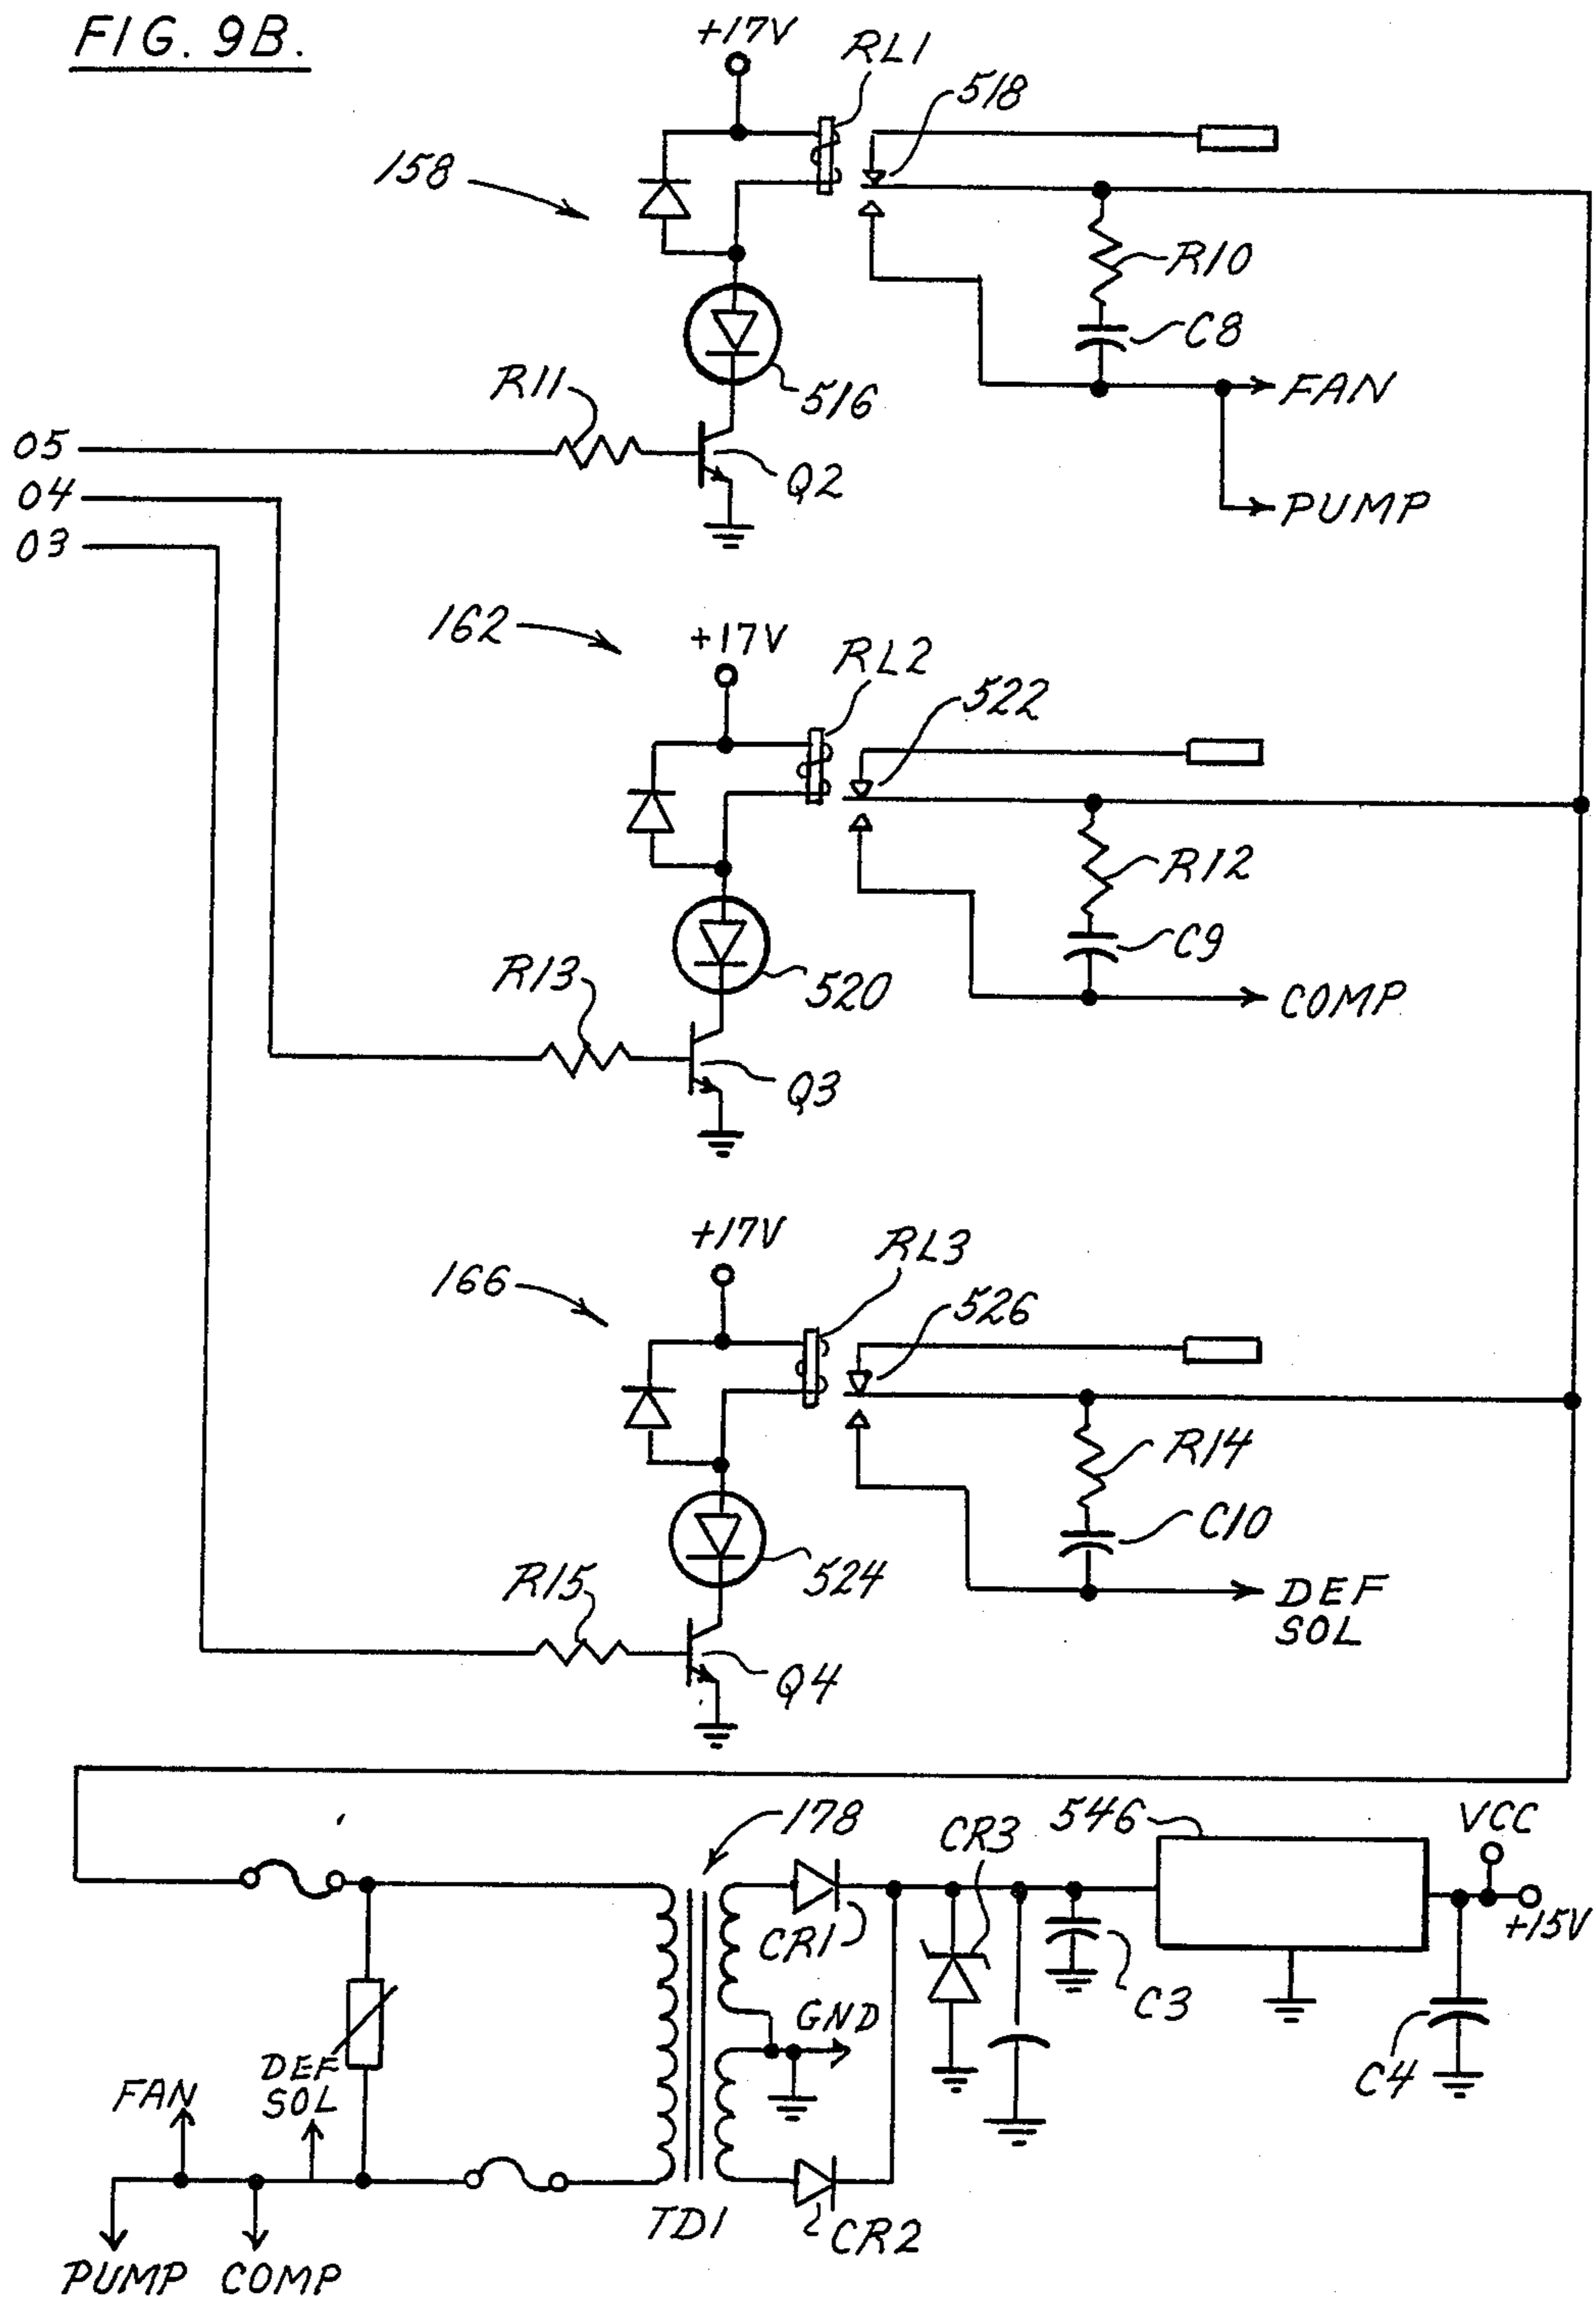 FIG. 9B.
+17V
RL1
518
158
R10
C8
R11
516
FAN
05
Q2
04
PUMP
03
162
+17V
RL2
522
R12
C9
R13
520
COMP
Q3
+17V
RL3
166
526
R14
C10
R15
524
DEF
SOL
Q4
178
CR3
546
VCC
CR1
+15V
C3
GND
C4
DEF
SOL
FAN
TD1
CR2
PUMP
COMP